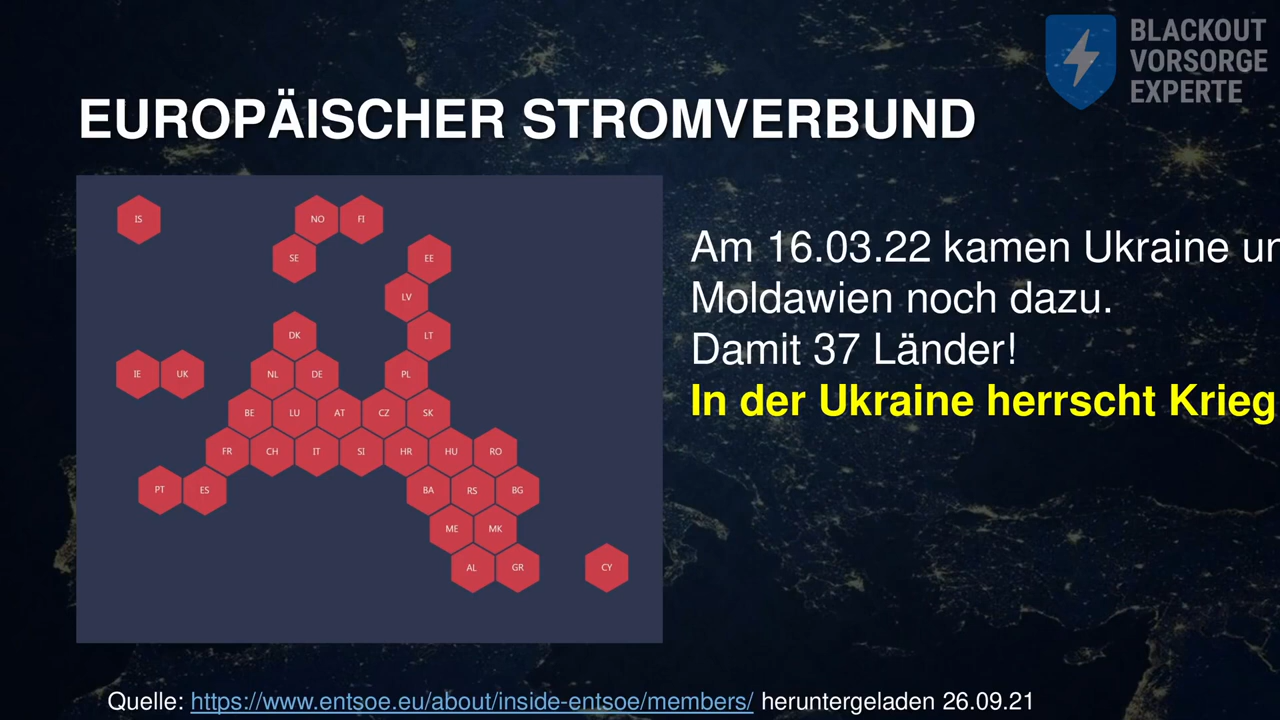 BLACKOUT
VORSORGE
EXPERTE
EUROPÄISCHER STROMVERBUND
IS
NO FI
SE EE
LV
DK LT
IE UK NL DE PL
BE LU AT CZ SK
FR CH IT SI HR HU RO
PT ES BA RS BG
ME MK
AL GR CY
Am 16.03.22 kamen Ukraine un
Moldawien noch dazu.
Damit 37 Länder!
In der Ukraine herrscht Krieg
Quelle: https://www.entsoe.eu/about/inside-entsoe/members/ heruntergeladen 26.09.21